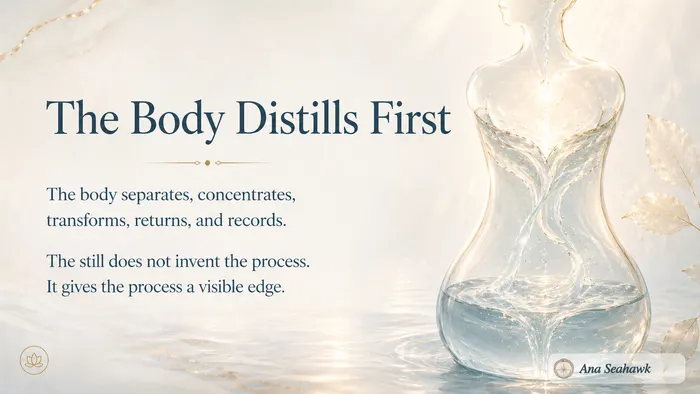 The Body Distills First
The body separates, concentrates,
transforms, returns, and records.
The still does not invent the process.
It gives the process a visible edge.
Ana Seahawk